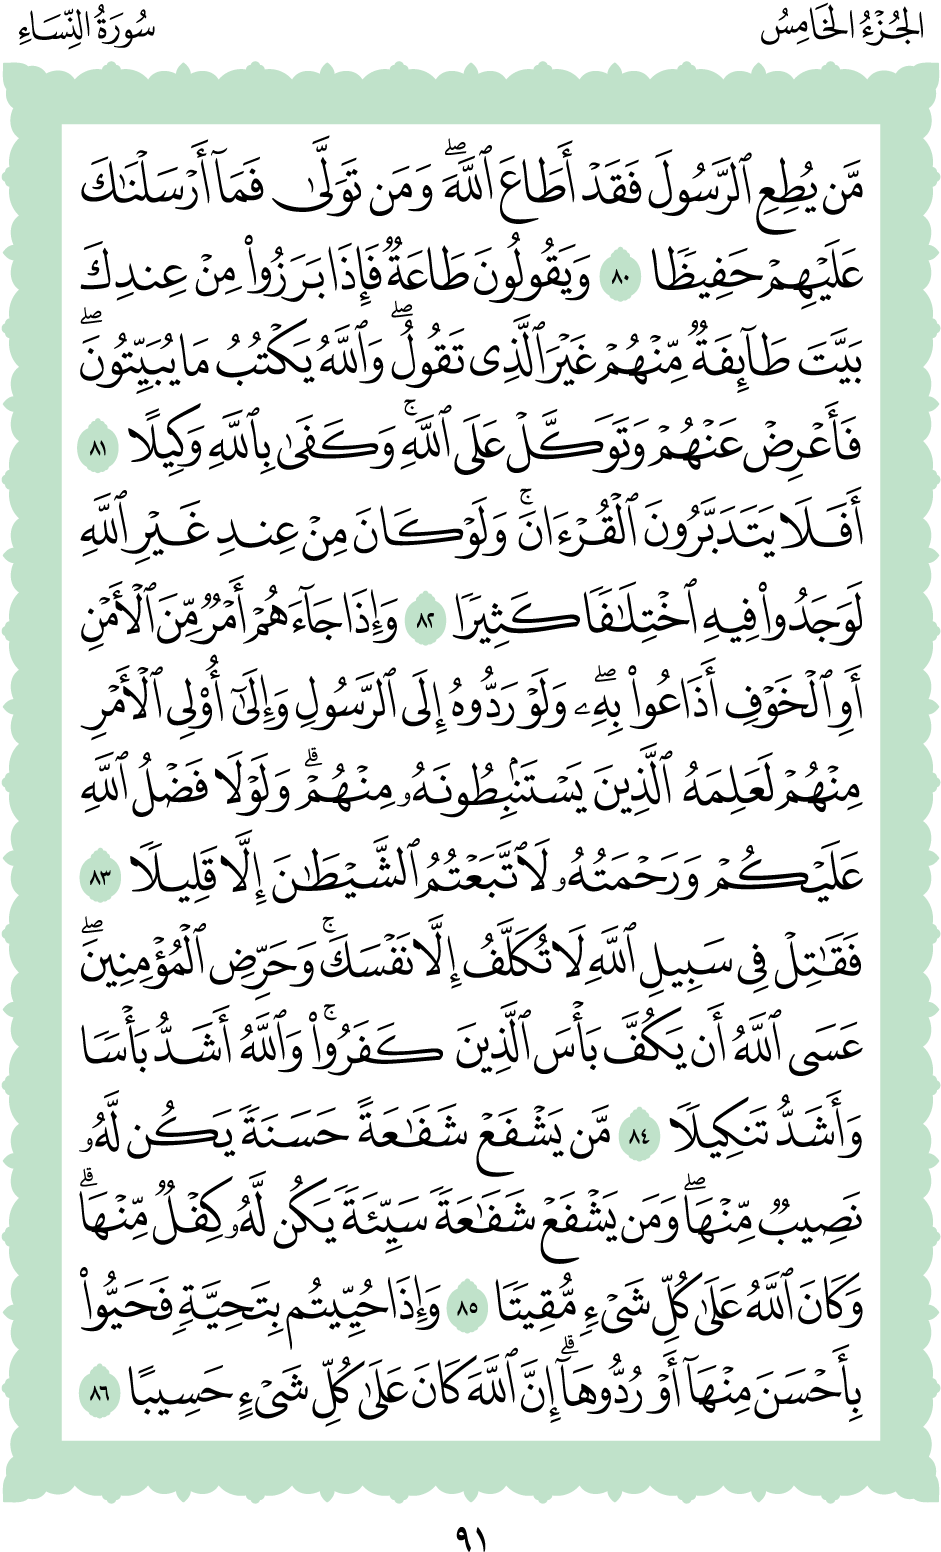 الجُزْءُ الخَامِسُ
سُورَةُ النِّسَاءِ
مَّن يُطِعِ ٱلرَّسُولَ فَقَدْ أَطَاعَ ٱللَّهَۖ وَمَن تَوَلَّىٰ فَمَآ أَرْسَلْنَٰكَ
عَلَيْهِمْ حَفِيظًا ٨٠ وَيَقُولُونَ طَاعَةٌ فَإِذَا بَرَزُوا۟ مِنْ عِندِكَ
بَيَّتَ طَآئِفَةٌ مِّنْهُمْ غَيْرَ ٱلَّذِى تَقُولُۖ وَٱللَّهُ يَكْتُبُ مَا يُبَيِّتُونَۖ
فَأَعْرِضْ عَنْهُمْ وَتَوَكَّلْ عَلَى ٱللَّهِۚ وَكَفَىٰ بِٱللَّهِ وَكِيلًا ٨١
أَفَلَا يَتَدَبَّرُونَ ٱلْقُرْءَانَۚ وَلَوْ كَانَ مِنْ عِندِ غَيْرِ ٱللَّهِ
لَوَجَدُوا۟ فِيهِ ٱخْتِلَٰفًا كَثِيرًا ٨٢ وَإِذَا جَآءَهُمْ أَمْرٌ مِّنَ ٱلْأَمْنِ
أَوِ ٱلْخَوْفِ أَذَاعُوا۟ بِهِۦۖ وَلَوْ رَدُّوهُ إِلَى ٱلرَّسُولِ وَإِلَىٰٓ أُو۟لِى ٱلْأَمْرِ
مِنْهُمْ لَعَلِمَهُ ٱلَّذِينَ يَسْتَنۢبِطُونَهُۥ مِنْهُمْۗ وَلَوْلَا فَضْلُ ٱللَّهِ
عَلَيْكُمْ وَرَحْمَتُهُۥ لَٱتَّبَعْتُمُ ٱلشَّيْطَٰنَ إِلَّا قَلِيلًا ٨٣
فَقَٰتِلْ فِى سَبِيلِ ٱللَّهِ لَا تُكَلَّفُ إِلَّا نَفْسَكَۚ وَحَرِّضِ ٱلْمُؤْمِنِينَۖ
عَسَى ٱللَّهُ أَن يَكُفَّ بَأْسَ ٱلَّذِينَ كَفَرُوا۟ۚ وَٱللَّهُ أَشَدُّ بَأْسًا
وَأَشَدُّ تَنكِيلًا ٨٤ مَّن يَشْفَعْ شَفَٰعَةً حَسَنَةً يَكُن لَّهُۥ
نَصِيبٌ مِّنْهَاۖ وَمَن يَشْفَعْ شَفَٰعَةً سَيِّئَةً يَكُن لَّهُۥ كِفْلٌ مِّنْهَاۗ
وَكَانَ ٱللَّهُ عَلَىٰ كُلِّ شَىْءٍ مُّقِيتًا ٨٥ وَإِذَا حُيِّيتُم بِتَحِيَّةٍ فَحَيُّوا۟
بِأَحْسَنَ مِنْهَآ أَوْ رُدُّوهَآۗ إِنَّ ٱللَّهَ كَانَ عَلَىٰ كُلِّ شَىْءٍ حَسِيبًا ٨٦
٩١